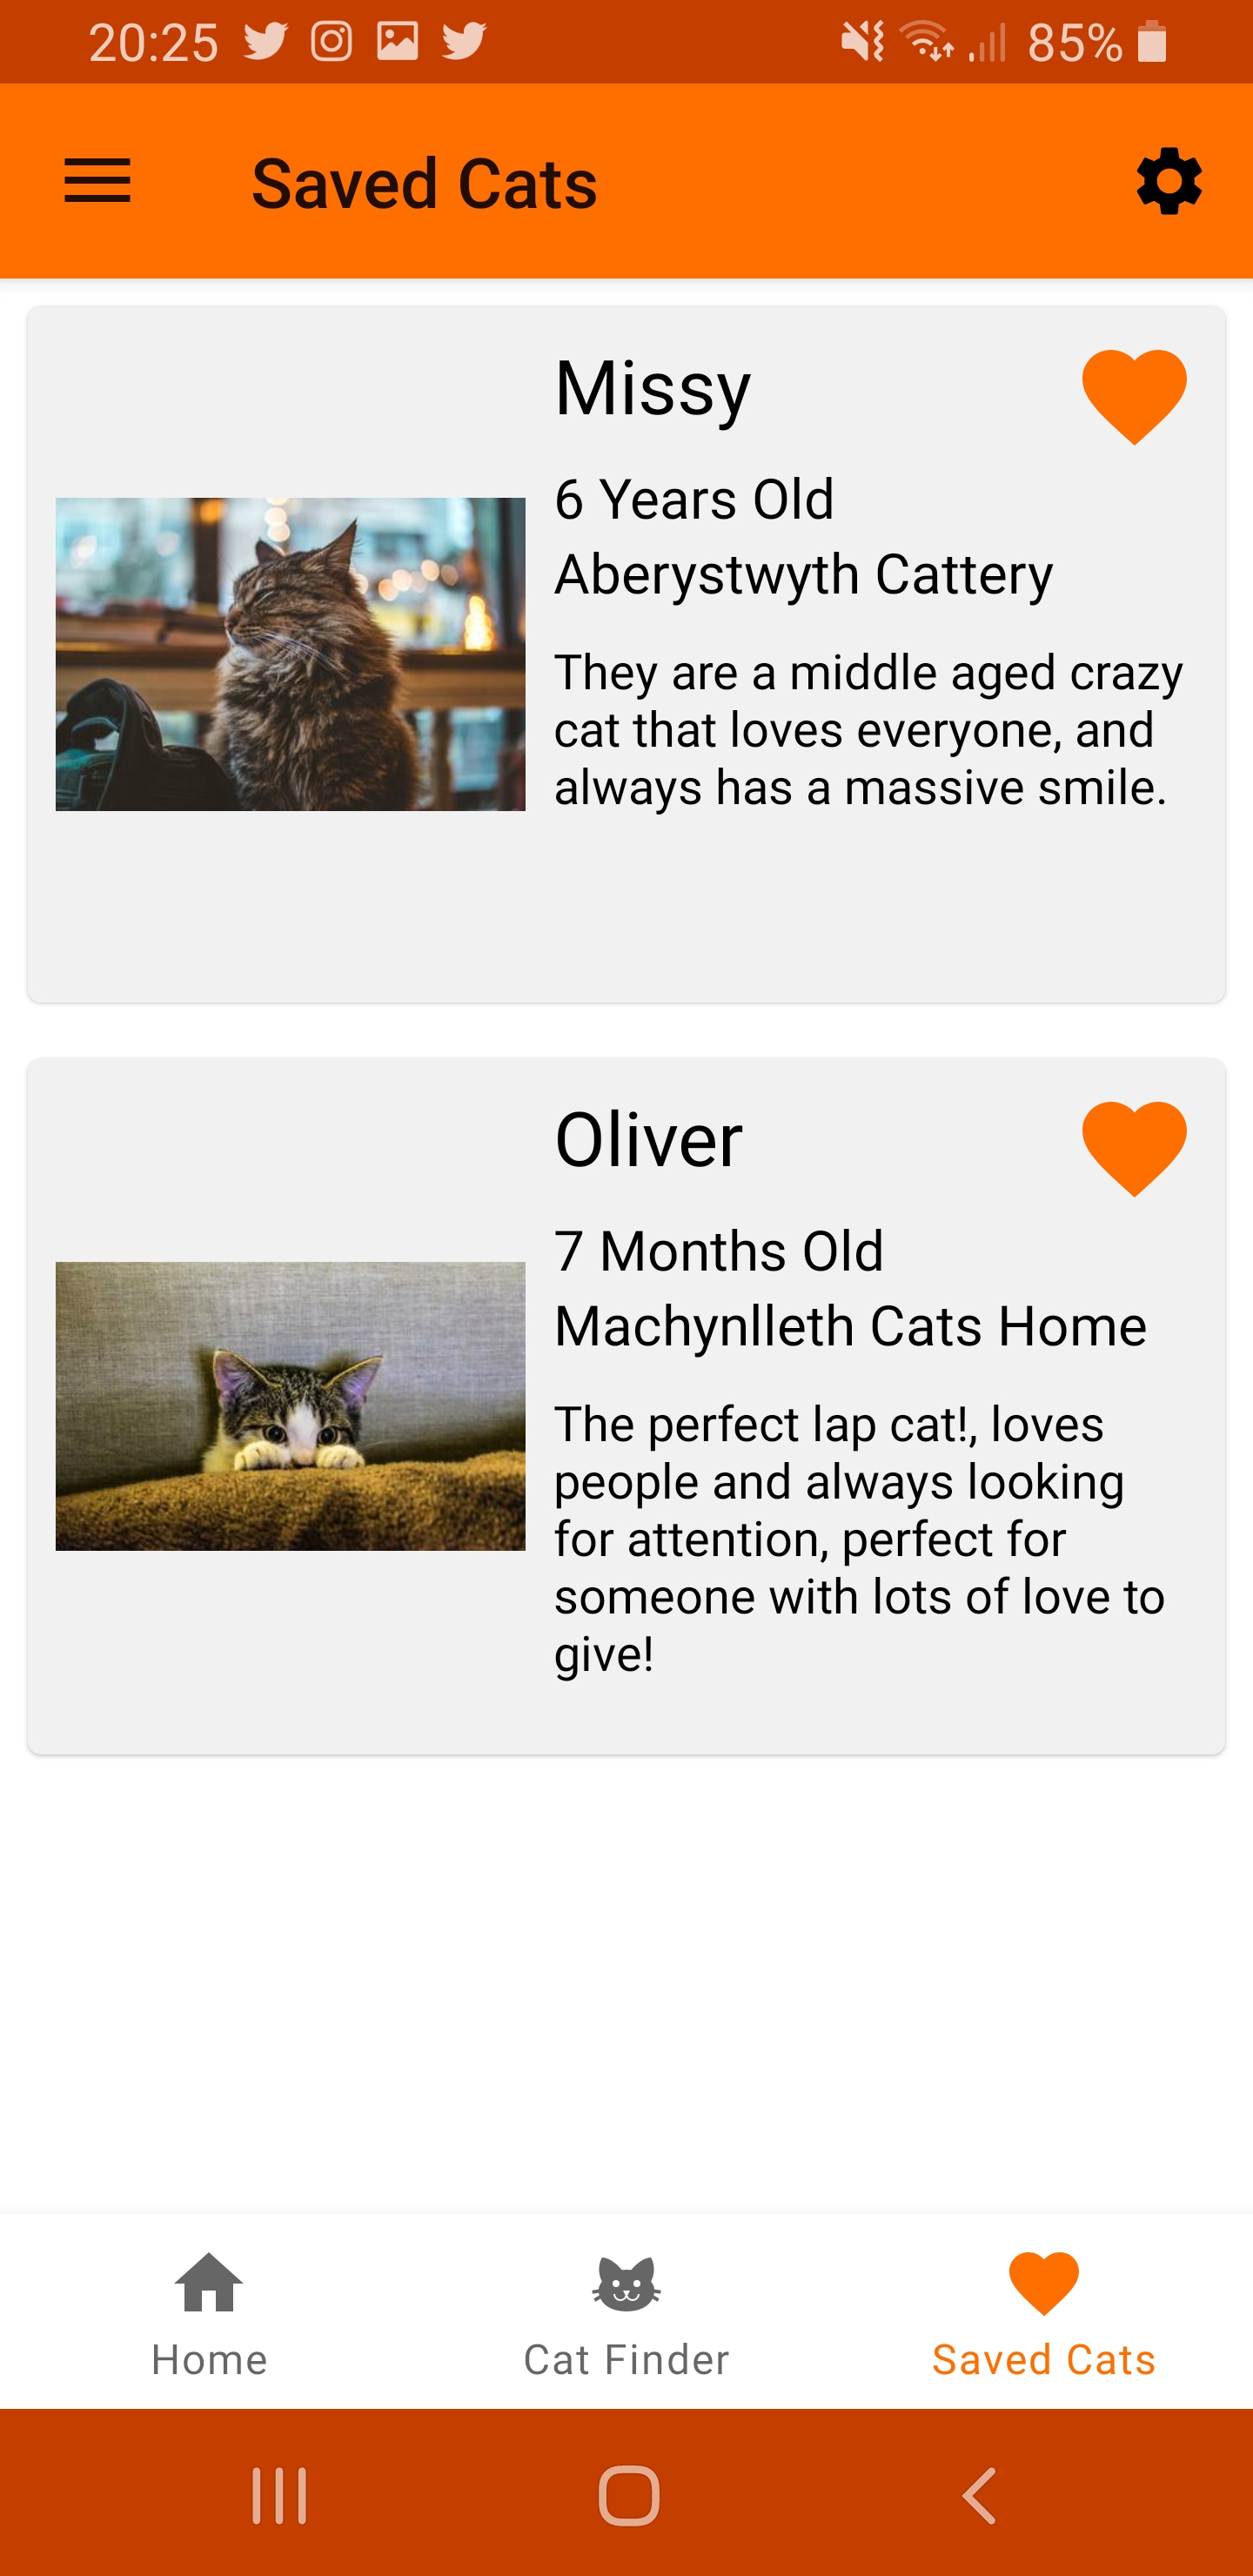 20:25
85%
Saved Cats
Missy
6 Years Old
Aberystwyth Cattery
They are a middle aged crazy
cat that loves everyone, and
always has a massive smile.
Oliver
7 Months Old
Machynlleth Cats Home
The perfect lap cat!, loves
people and always looking
for attention, perfect for
someone with lots of love to
give!
Home
Cat Finder
Saved Cats